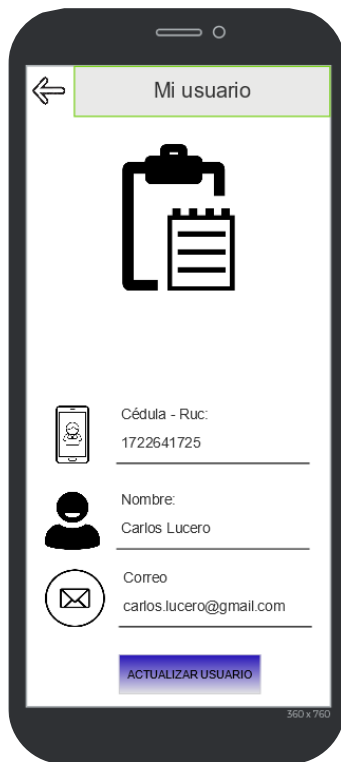 Mi usuario
Cédula - Ruc:
1722641725
Nombre:
Carlos Lucero
Correo
carlos.lucero@gmail.com
ACTUALIZAR USUARIO
360 x 760